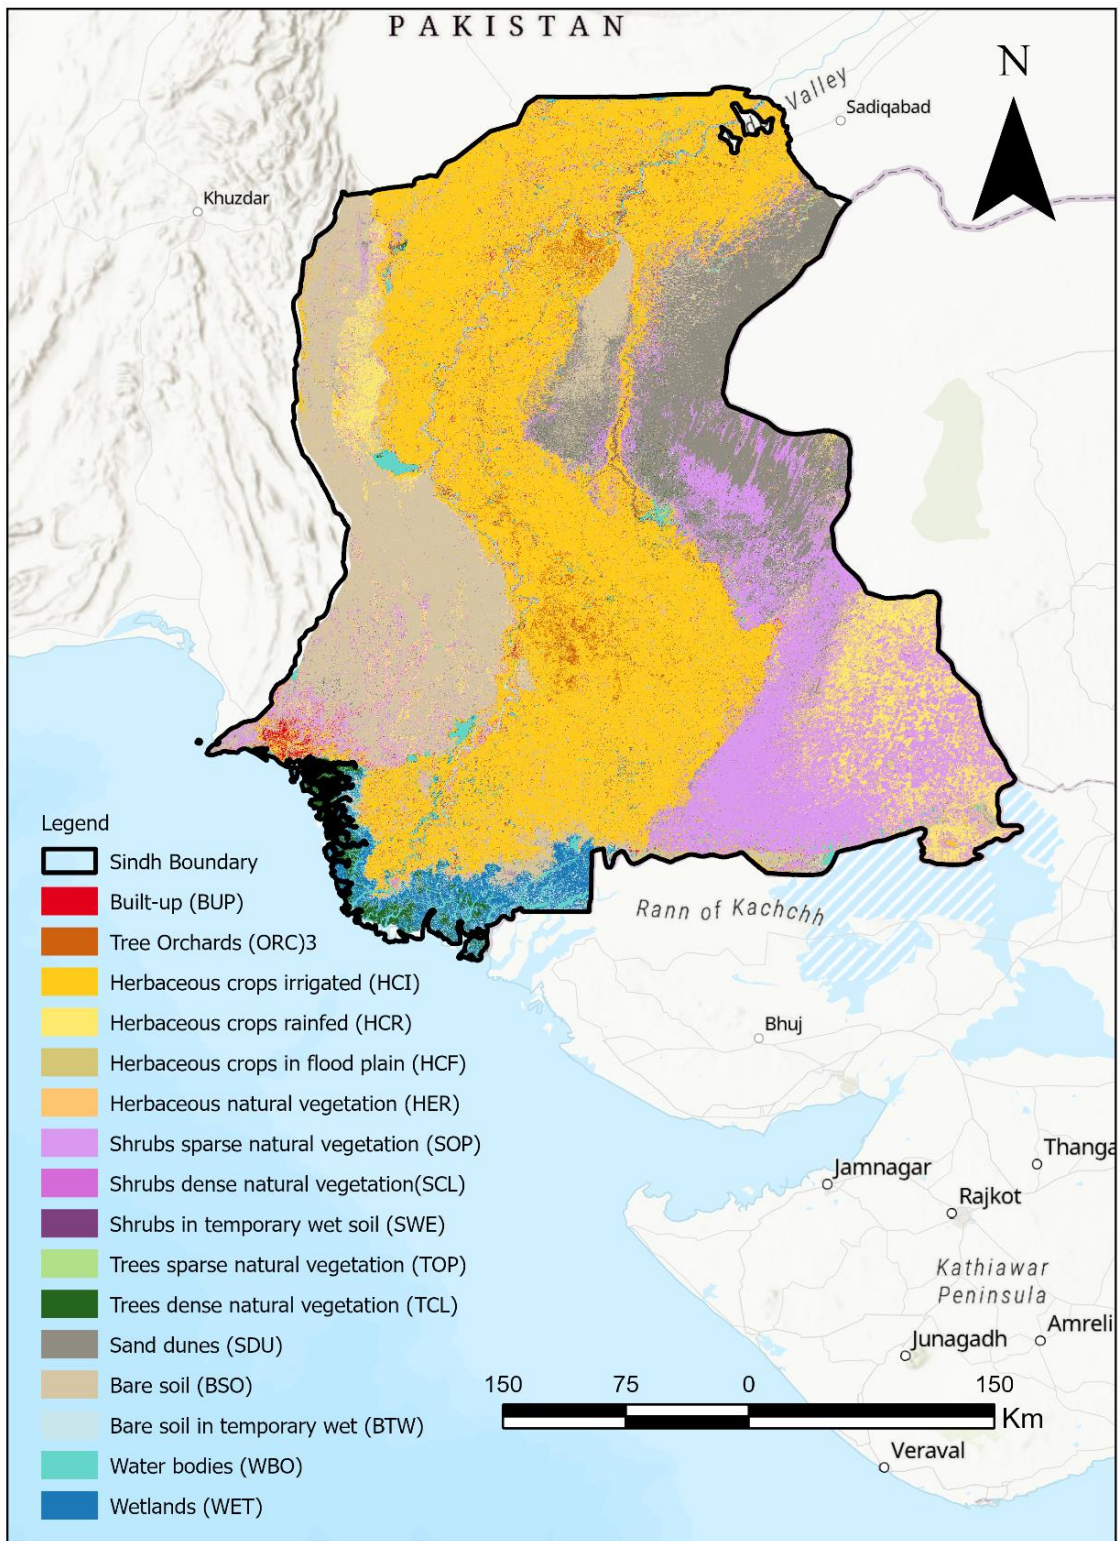 PAKISTAN
N
Valley
Sadiqabad
Khuzdar
Legend
Sindh Boundary
Built-up (BUP)
Tree Orchards (ORC)3
Herbaceous crops irrigated (HCI)
Herbaceous crops rainfed (HCR)
Herbaceous crops in flood plain (HCF)
Herbaceous natural vegetation (HER)
Shrubs sparse natural vegetation (SOP)
Shrubs dense natural vegetation(SCL)
Shrubs in temporary wet soil (SWE)
Trees sparse natural vegetation (TOP)
Trees dense natural vegetation (TCL)
Sand dunes (SDU)
Bare soil (BSO)
Bare soil in temporary wet (BTW)
Water bodies (WBO)
Wetlands (WET)
Rann of Kachchh
Bhuj
Jamnagar
Thanga
Rajkot
Kathiawar
Peninsula
Junagadh
Amreli
150 75 0 150
Km
Veraval